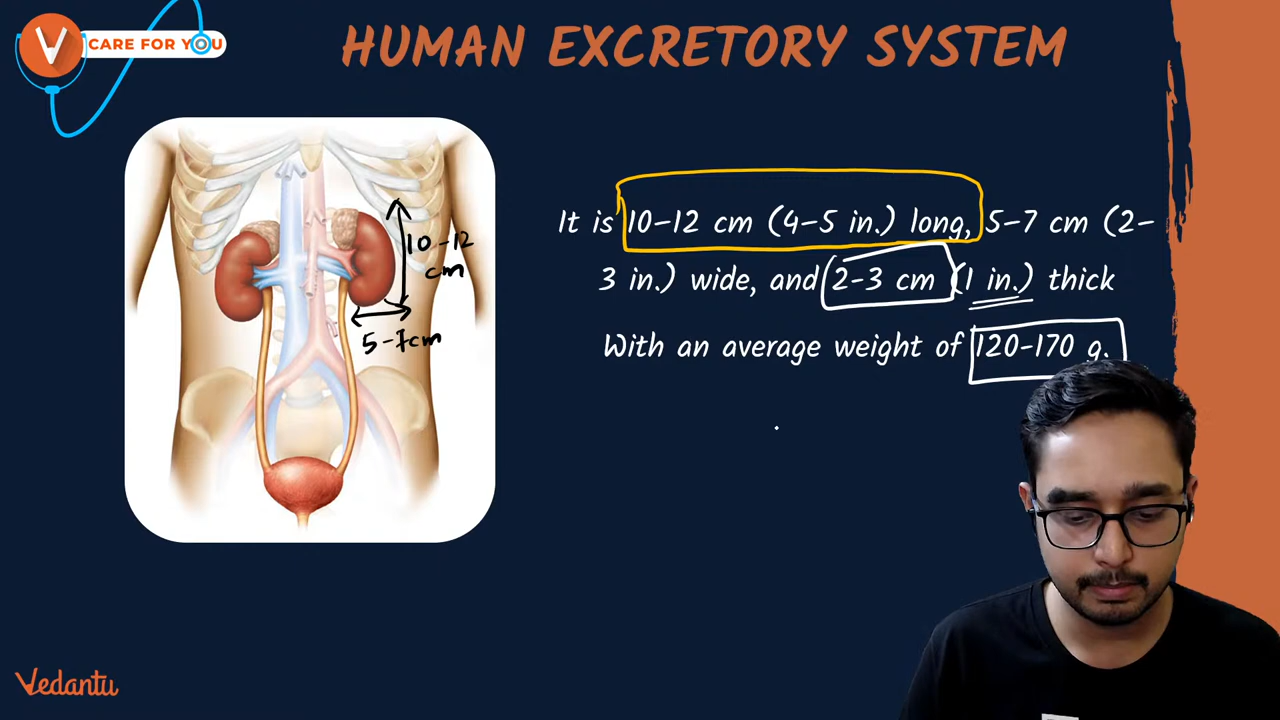 CARE FOR YOU
HUMAN EXCRETORY SYSTEM
It is 10-12 cm (4-5 in.) long, 5-7 cm (2-
3 in.) wide, and 2-3 cm (1 in.) thick
With an average weight of 120-170 g.
10-12
cm
5-7cm
Vedantu